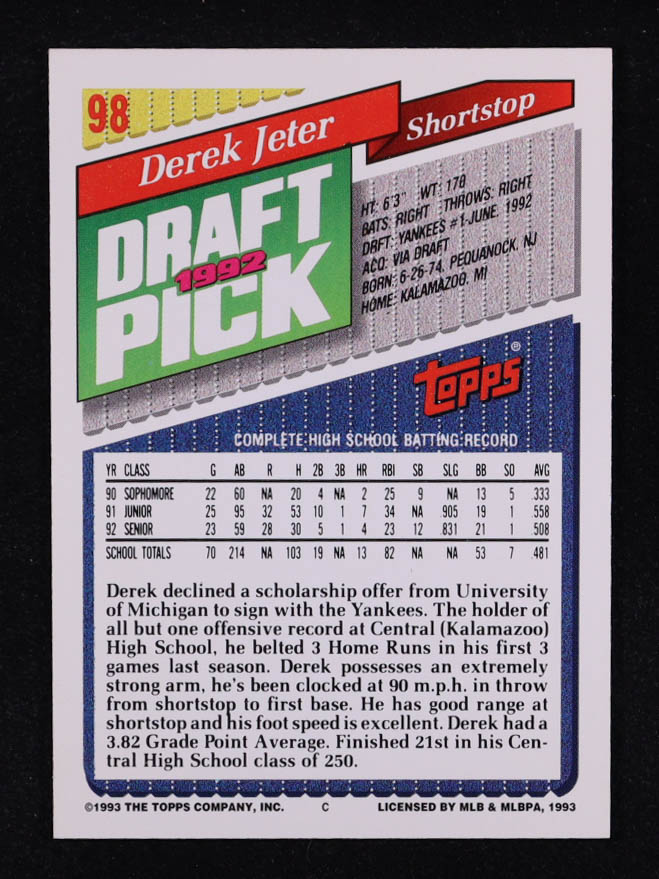 98
Derek Jeter
Shortstop
DRAFT
1992
PICK
HT: 6'3" WT: 170
BATS: RIGHT THROWS: RIGHT
DRFT: YANKEES #1-JUNE, 1992
ACQ: VIA DRAFT
BORN: 6-26-74, PEQUANOCK, NJ
HOME: KALAMAZOO, MI
TOPPS®
COMPLETE HIGH SCHOOL BATTING RECORD
YR CLASS G AB R H 2B 3B HR RBI SB SLG BB SO AVG
90 SOPHOMORE 22 60 NA 20 4 NA 2 25 9 NA 13 5 .333
91 JUNIOR 25 95 32 53 10 1 7 34 NA .905 19 1 .558
92 SENIOR 23 59 28 30 5 1 4 23 12 .831 21 1 .508
SCHOOL TOTALS 70 214 NA 103 19 NA 13 82 NA NA 53 7 .481
Derek declined a scholarship offer from University
of Michigan to sign with the Yankees. The holder of
all but one offensive record at Central (Kalamazoo)
High School, he belted 3 Home Runs in his first 3
games last season. Derek possesses an extremely
strong arm, he's been clocked at 90 m.p.h. in throw
from shortstop to first base. He has good range at
shortstop and his foot speed is excellent. Derek had a
3.82 Grade Point Average. Finished 21st in his Cen-
tral High School class of 250.
©1993 THE TOPPS COMPANY, INC. C LICENSED BY MLB & MLBPA, 1993